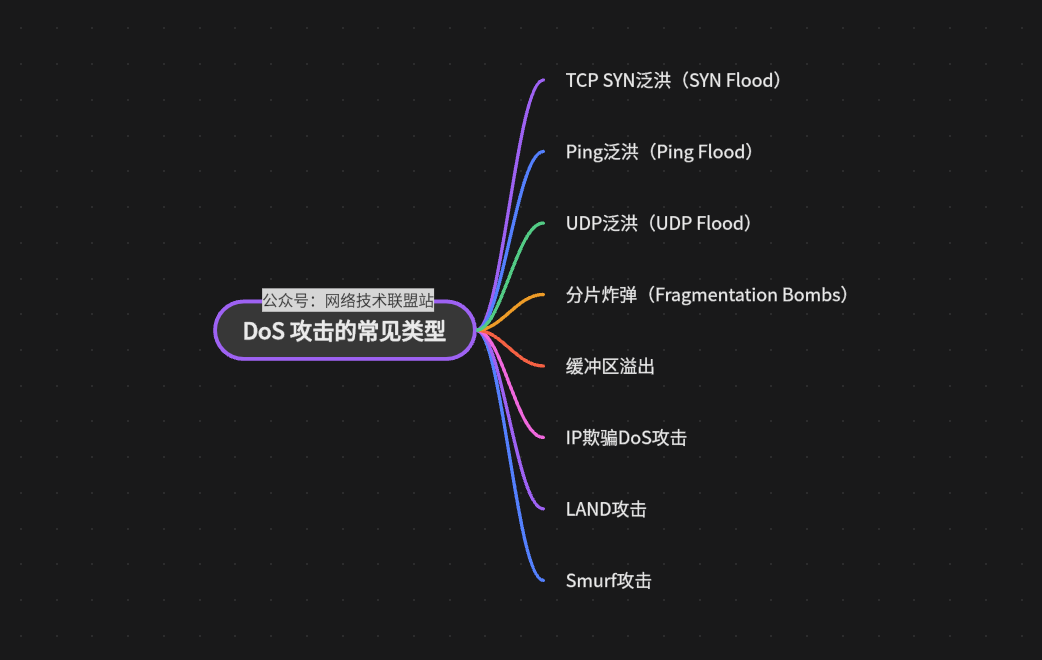 公众号：网络技术联盟站
DoS 攻击的常见类型
TCP SYN泛洪（SYN Flood）
Ping泛洪（Ping Flood）
UDP泛洪（UDP Flood）
分片炸弹（Fragmentation Bombs）
缓冲区溢出
IP欺骗DoS攻击
LAND攻击
Smurf攻击